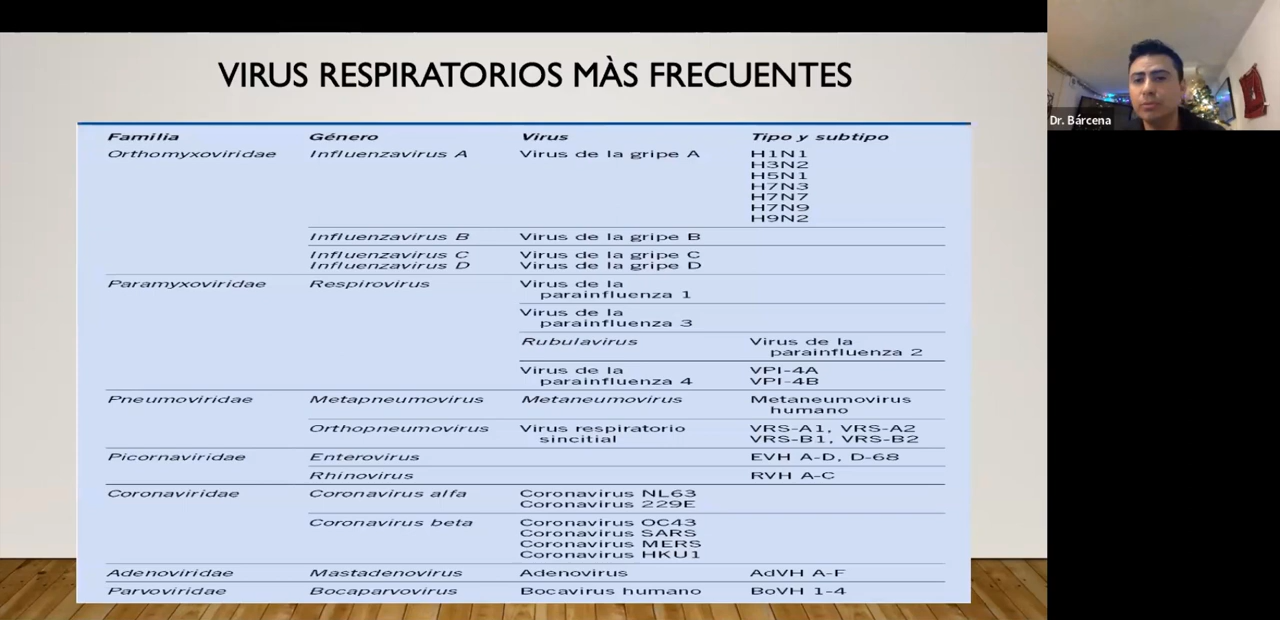 VIRUS RESPIRATORIOS MÀS FRECUENTES
Dr. Bárcena
Familia Género Virus Tipo y subtipo
Orthomyxoviridae Influenzavirus A Virus de la gripe A H1N1
H3N2
H5N1
H7N3
H7N7
H7N9
H9N2
Influenzavirus B Virus de la gripe B
Influenzavirus C Virus de la gripe C
Influenzavirus D Virus de la gripe D
Paramyxoviridae Respirovirus Virus de la
parainfluenza 1
Virus de la
parainfluenza 3
Rubulavirus Virus de la
parainfluenza 2
Virus de la VPI-4A
parainfluenza 4 VPI-4B
Pneumoviridae Metapneumovirus Metaneumovirus Metaneumovirus
humano
Orthopneumovirus Virus respiratorio VRS-A1, VRS-A2
sincitial VRS-B1, VRS-B2
Picornaviridae Enterovirus EVH A-D, D-68
Rhinovirus RVH A-C
Coronaviridae Coronavirus alfa Coronavirus NL63
Coronavirus 229E
Coronavirus beta Coronavirus OC43
Coronavirus SARS
Coronavirus MERS
Coronavirus HKU1
Adenoviridae Mastadenovirus Adenovirus AdVH A-F
Parvoviridae Bocaparvovirus Bocavirus humano BoVH 1-4